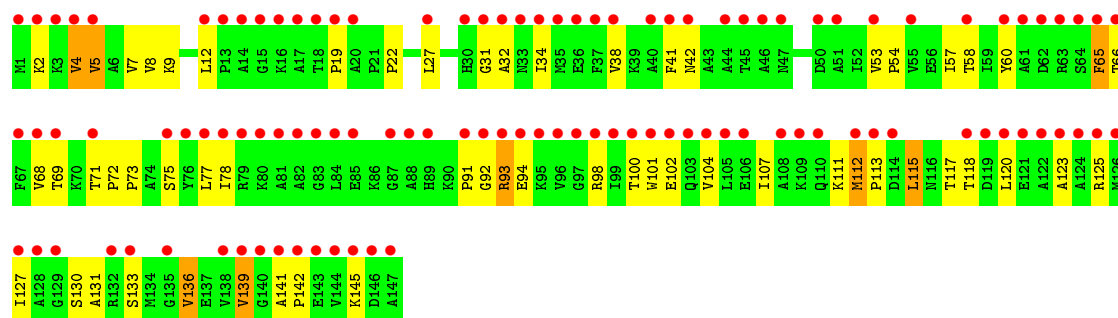 M1 K2 K3 V4 V5 A6 V7 V8 K9 L12 P13 A14 G15 K16 A17 T18 P19 A20 P21 P22 L27 H30 G31 A32 N33 I34 M35 E36 F37 V38 K39 A40 F41 N42 A43 A44 T45 A46 N47 D50 A51 I52 V53 P54 V55 E56 I57 T58 I59 Y60 A61 D62 R63 S64 F65 T66
F67 V68 T69 K70 T71 P72 P73 A74 S75 Y76 L77 I78 R79 K80 A81 A82 G83 L84 E85 K86 G87 A88 H89 K90 P91 G92 R93 E94 K95 V96 G97 R98 I99 T100 W101 E102 Q103 V104 L105 E106 I107 A108 K109 Q110 K111 M112 P113 D114 L115 N116 T117 T118 D119 L120 E121 A122 A123 A124 R125 M126
I127 A128 G129 S130 A131 R132 S133 M134 G135 V136 E137 V138 V139 G140 A141 P142 E143 V144 K145 D146 A147